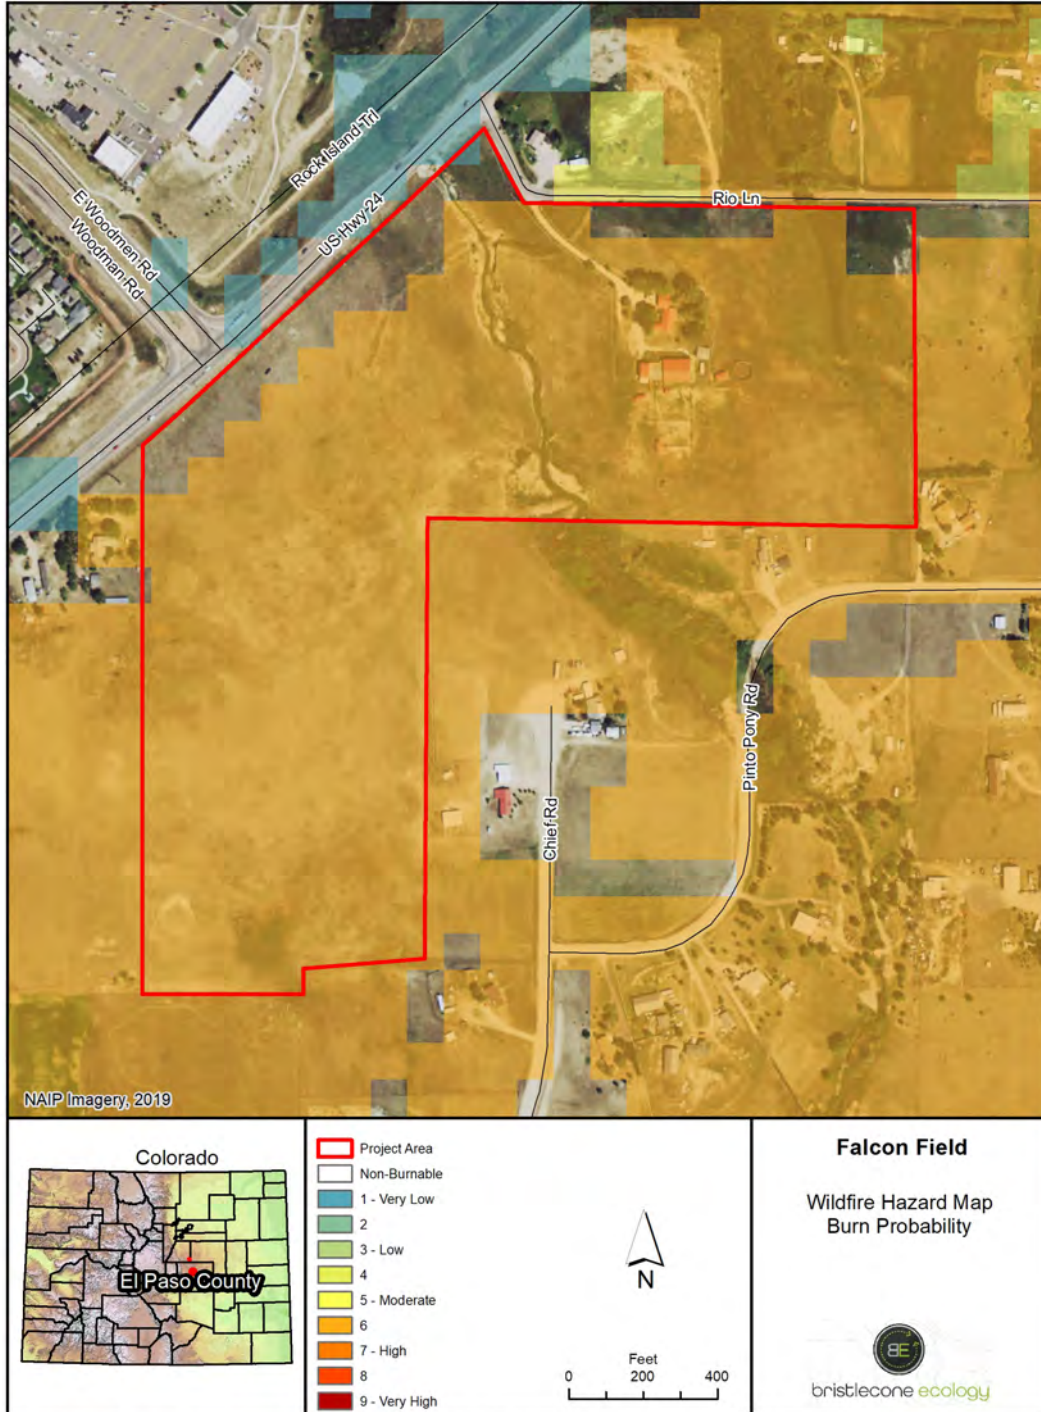 Rock Island Trl
E Woodmen Rd
Woodman Rd
US Hwy 24
Rio Ln
Pinto Pony Rd
Chief Rd
NAIP Imagery, 2019
Colorado
El Paso County
Project Area
Non-Burnable
1 - Very Low
2
3 - Low
4
5 - Moderate
6
7 - High
8
9 - Very High
N
Feet
0 200 400
Falcon Field
Wildfire Hazard Map
Burn Probability
BE
bristlecone ecology